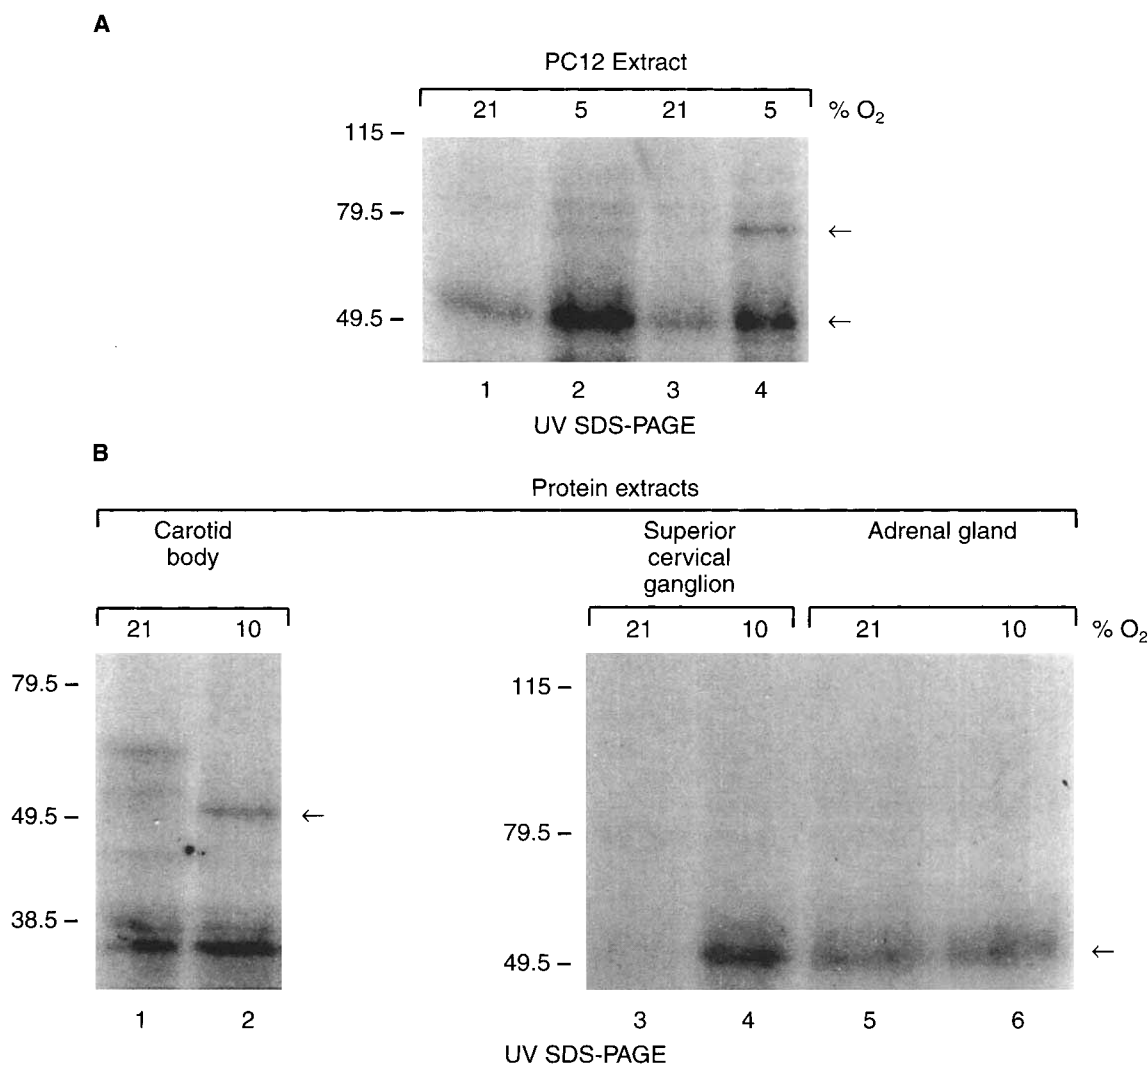 A
PC12 Extract
21 5 21 5 % O₂
115 –
79.5 –
←
49.5 –
←
1 2 3 4
UV SDS-PAGE
B
Protein extracts
Carotid body
Superior cervical ganglion
Adrenal gland
21 10 21 10 21 10 % O₂
79.5 –
49.5 –
←
38.5 –
115 –
79.5 –
49.5 –
←
1 2 3 4 5 6
UV SDS-PAGE